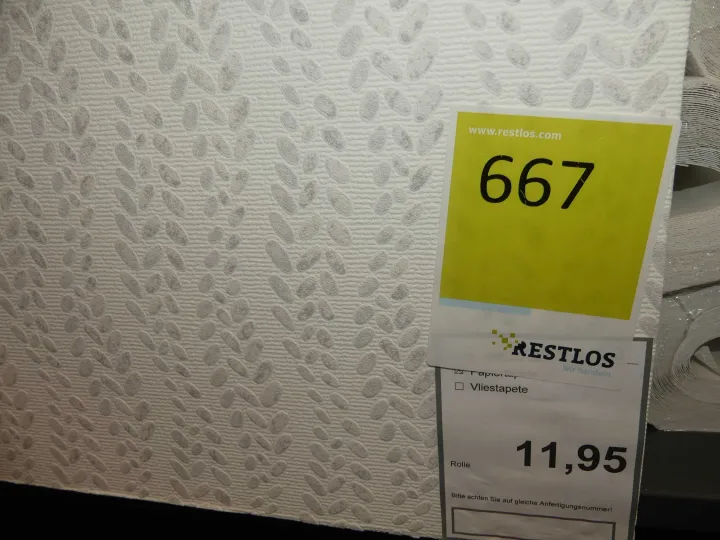 www.restlos.com
667
RESTLOS
☐ Vliestapete
Rolle
11,95
Bitte achten Sie auf gleiche Anfertigungsnummer!